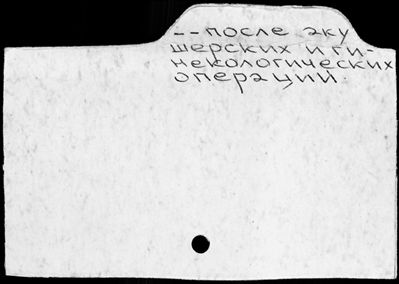 -- после аку
шерских и ги-
некологических
операций.